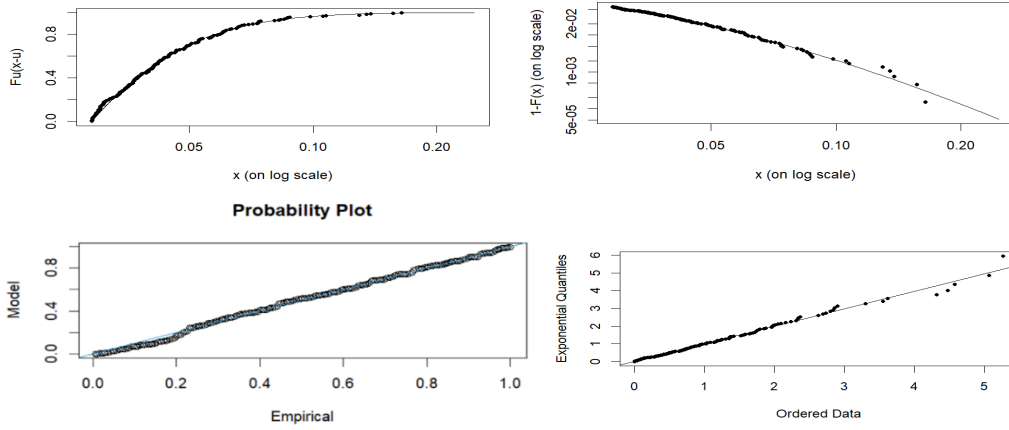 Fu(x-u)
0.0 0.4 0.8
0.05 0.10 0.20
x (on log scale)
1-F(x) (on log scale)
5e-05 1e-03 2e-02
0.05 0.10 0.20
x (on log scale)
Probability Plot
Model
0.0 0.4 0.8
0.0 0.2 0.4 0.6 0.8 1.0
Empirical
Exponential Quantiles
0 1 2 3 4 5 6
0 1 2 3 4 5
Ordered Data